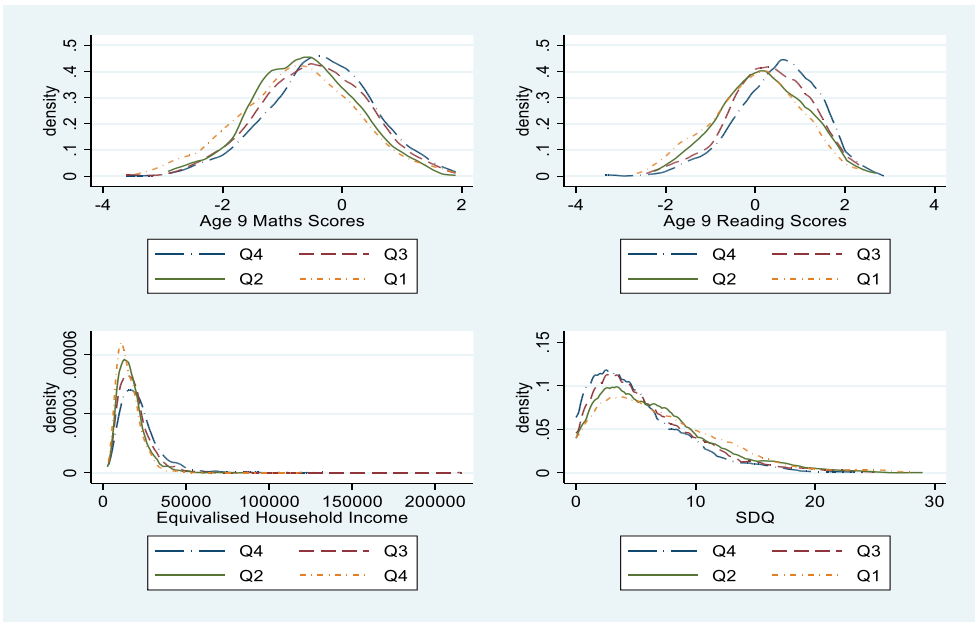 density
0 .1 .2 .3 .4 .5
-4 -2 0 2
Age 9 Maths Scores
Q4 Q3
Q2 Q1
density
0 .1 .2 .3 .4 .5
-4 -2 0 2 4
Age 9 Reading Scores
Q4 Q3
Q2 Q1
density
0 .00003 .00006
0 50000 100000 150000 200000
Equivalised Household Income
Q4 Q3
Q2 Q4
density
0 .05 .1 .15
0 10 20 30
SDQ
Q4 Q3
Q2 Q1